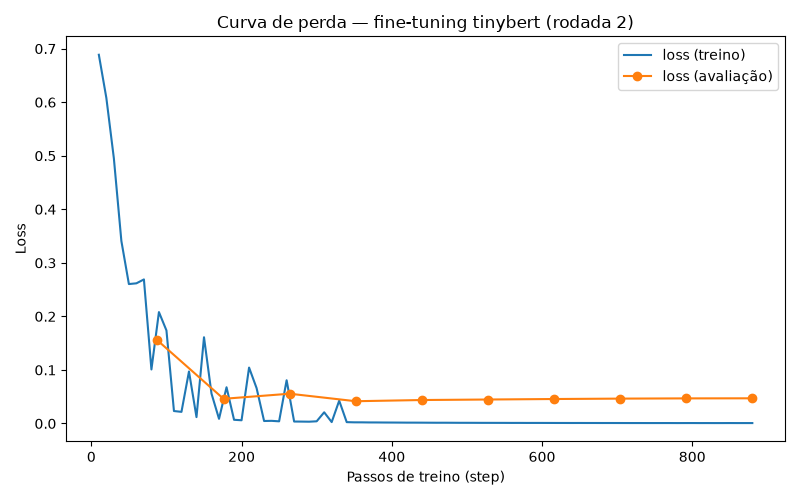 Curva de perda — fine-tuning tinybert (rodada 2)
loss (treino)
loss (avaliação)
Loss
0.7
0.6
0.5
0.4
0.3
0.2
0.1
0.0
0 200 400 600 800
Passos de treino (step)